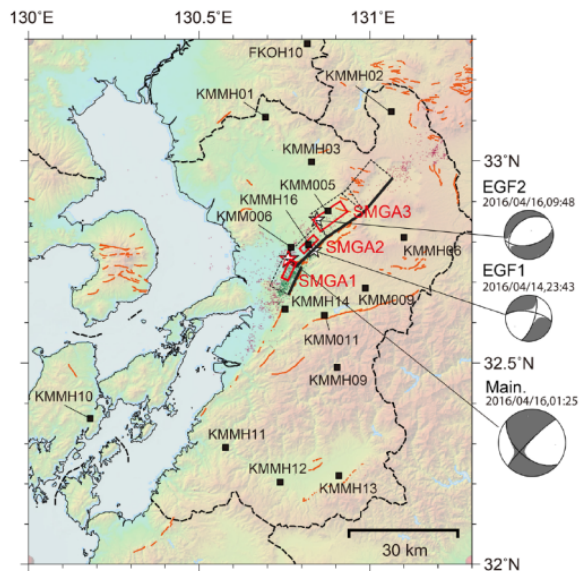 130°E
130.5°E
131°E
FKOH10
KMMH02
KMMH01
KMMH03
33°N
KMM005
KMMH16
SMGA3
EGF2
2016/04/16,09:48
KMM006
SMGA2
KMMH06
SMGA1
EGF1
2016/04/14,23:43
KMMH14
KMM009
KMM011
32.5°N
KMMH09
Main.
2016/04/16,01:25
KMMH10
KMMH11
KMMH12
KMMH13
30 km
32°N